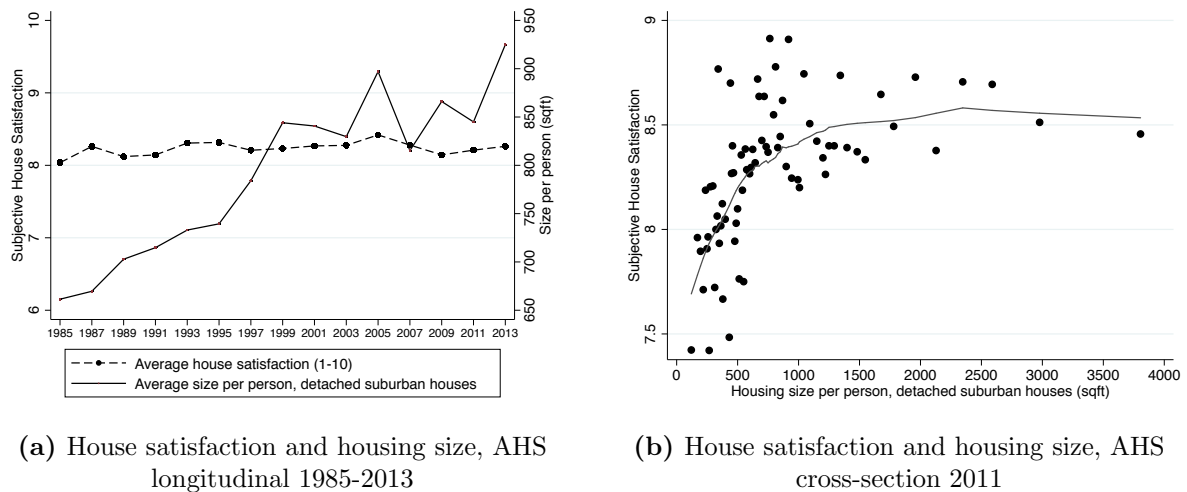 Subjective House Satisfaction
10
9
8
7
6
Size per person (sqft)
950
900
850
800
750
700
650
1985 1987 1989 1991 1993 1995 1997 1999 2001 2003 2005 2007 2009 2011 2013
Average house satisfaction (1-10)
Average size per person, detached suburban houses
(a) House satisfaction and housing size, AHS
longitudinal 1985-2013
Subjective House Satisfaction
9
8.5
8
7.5
0 500 1000 1500 2000 2500 3000 3500 4000
Housing size per person, detached suburban houses (sqft)
(b) House satisfaction and housing size, AHS
cross-section 2011